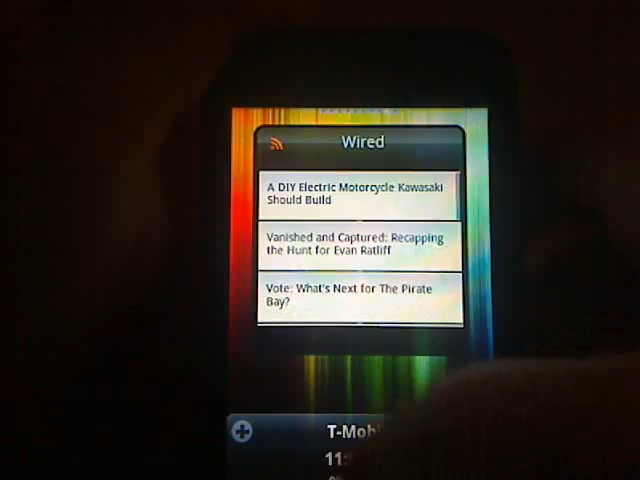 Wired
A DIY Electric Motorcycle Kawasaki
Should Build
Vanished and Captured: Recapping
the Hunt for Evan Ratliff
Vote: What's Next for The Pirate
Bay?